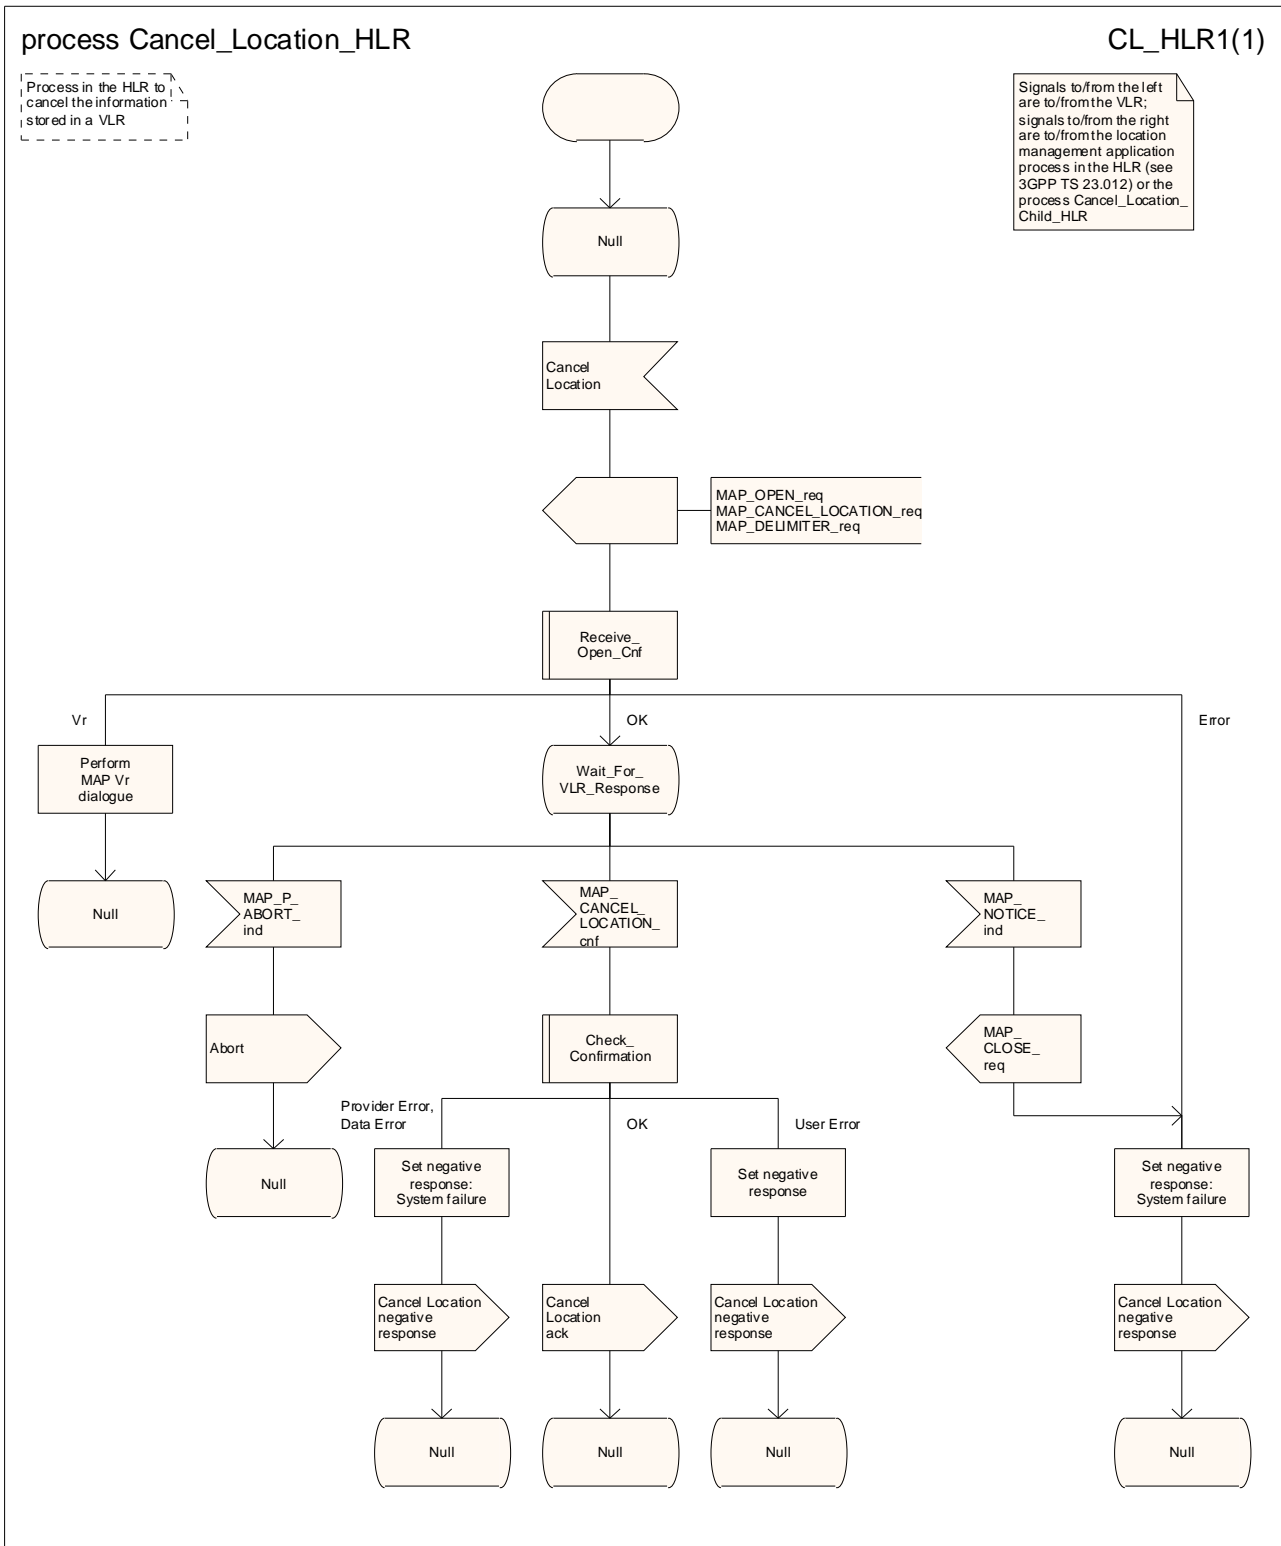 process Cancel_Location_HLR
CL_HLR1(1)
Process in the HLR to
cancel the information
stored in a VLR
Signals to/from the left
are to/from the VLR;
signals to/from the right
are to/from the location
management application
process in the HLR (see
3GPP TS 23.012) or the
process Cancel_Location_
Child_HLR
Null
Cancel
Location
MAP_OPEN_req
MAP_CANCEL_LOCATION_req
MAP_DELIMITER_req
Receive_
Open_Cnf
Vr
OK
Error
Perform
MAP Vr
dialogue
Wait_For_
VLR_Response
Null
MAP_P_
ABORT_
ind
MAP_
CANCEL_
LOCATION_
cnf
MAP_
NOTICE_
ind
Abort
Check_
Confirmation
MAP_
CLOSE_
req
Provider Error,
Data Error
OK
User Error
Null
Set negative
response:
System failure
Set negative
response
Set negative
response:
System failure
Cancel Location
negative
response
Cancel
Location
ack
Cancel Location
negative
response
Cancel Location
negative
response
Null
Null
Null
Null